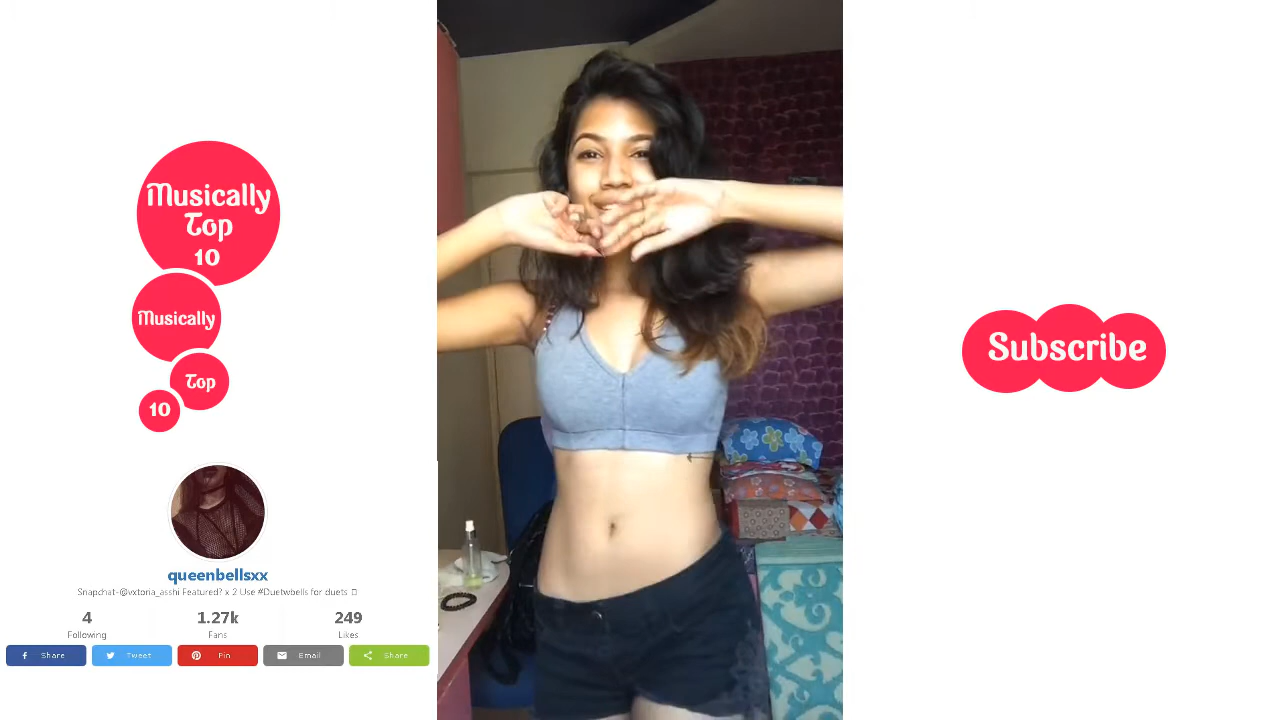 Musically
Top
10
Musically
Top
10
queenbellsxx
Snapchat-@vxtoria_asshi Featured? x 2 Use #Duetwbells for duets
4 1.27k 249
Following Fans Likes
Share Tweet Pin Email Share
Subscribe